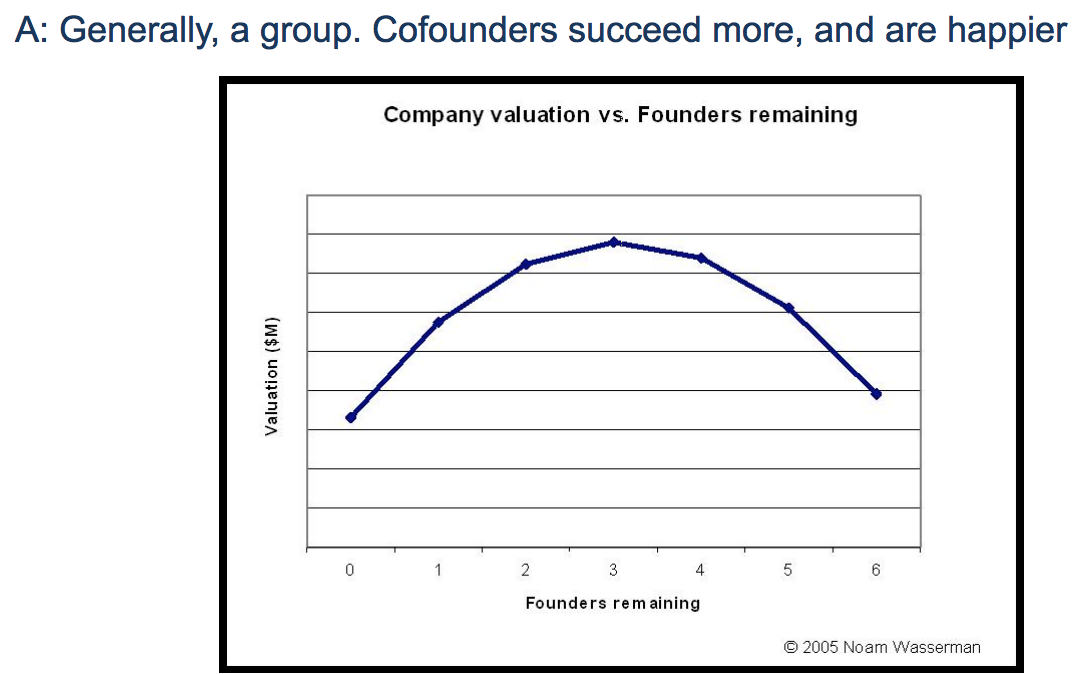 A: Generally, a group. Cofounders succeed more, and are happier
Company valuation vs. Founders remaining
Valuation ($M)
0 1 2 3 4 5 6
Founders remaining
© 2005 Noam Wasserman